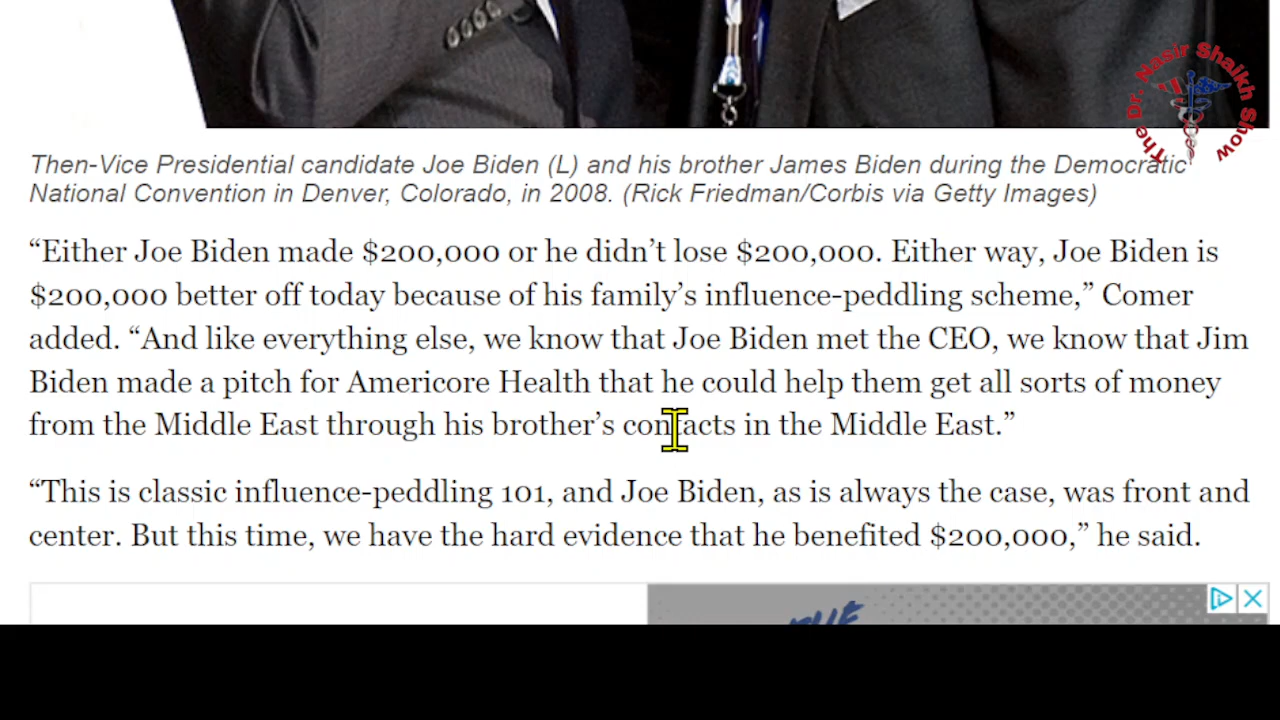 The Dr. Nasir Shaikh Show
Then-Vice Presidential candidate Joe Biden (L) and his brother James Biden during the Democratic
National Convention in Denver, Colorado, in 2008. (Rick Friedman/Corbis via Getty Images)
“Either Joe Biden made $200,000 or he didn’t lose $200,000. Either way, Joe Biden is
$200,000 better off today because of his family’s influence-peddling scheme,” Comer
added. “And like everything else, we know that Joe Biden met the CEO, we know that Jim
Biden made a pitch for Americore Health that he could help them get all sorts of money
from the Middle East through his brother’s contacts in the Middle East.”
“This is classic influence-peddling 101, and Joe Biden, as is always the case, was front and
center. But this time, we have the hard evidence that he benefited $200,000,” he said.